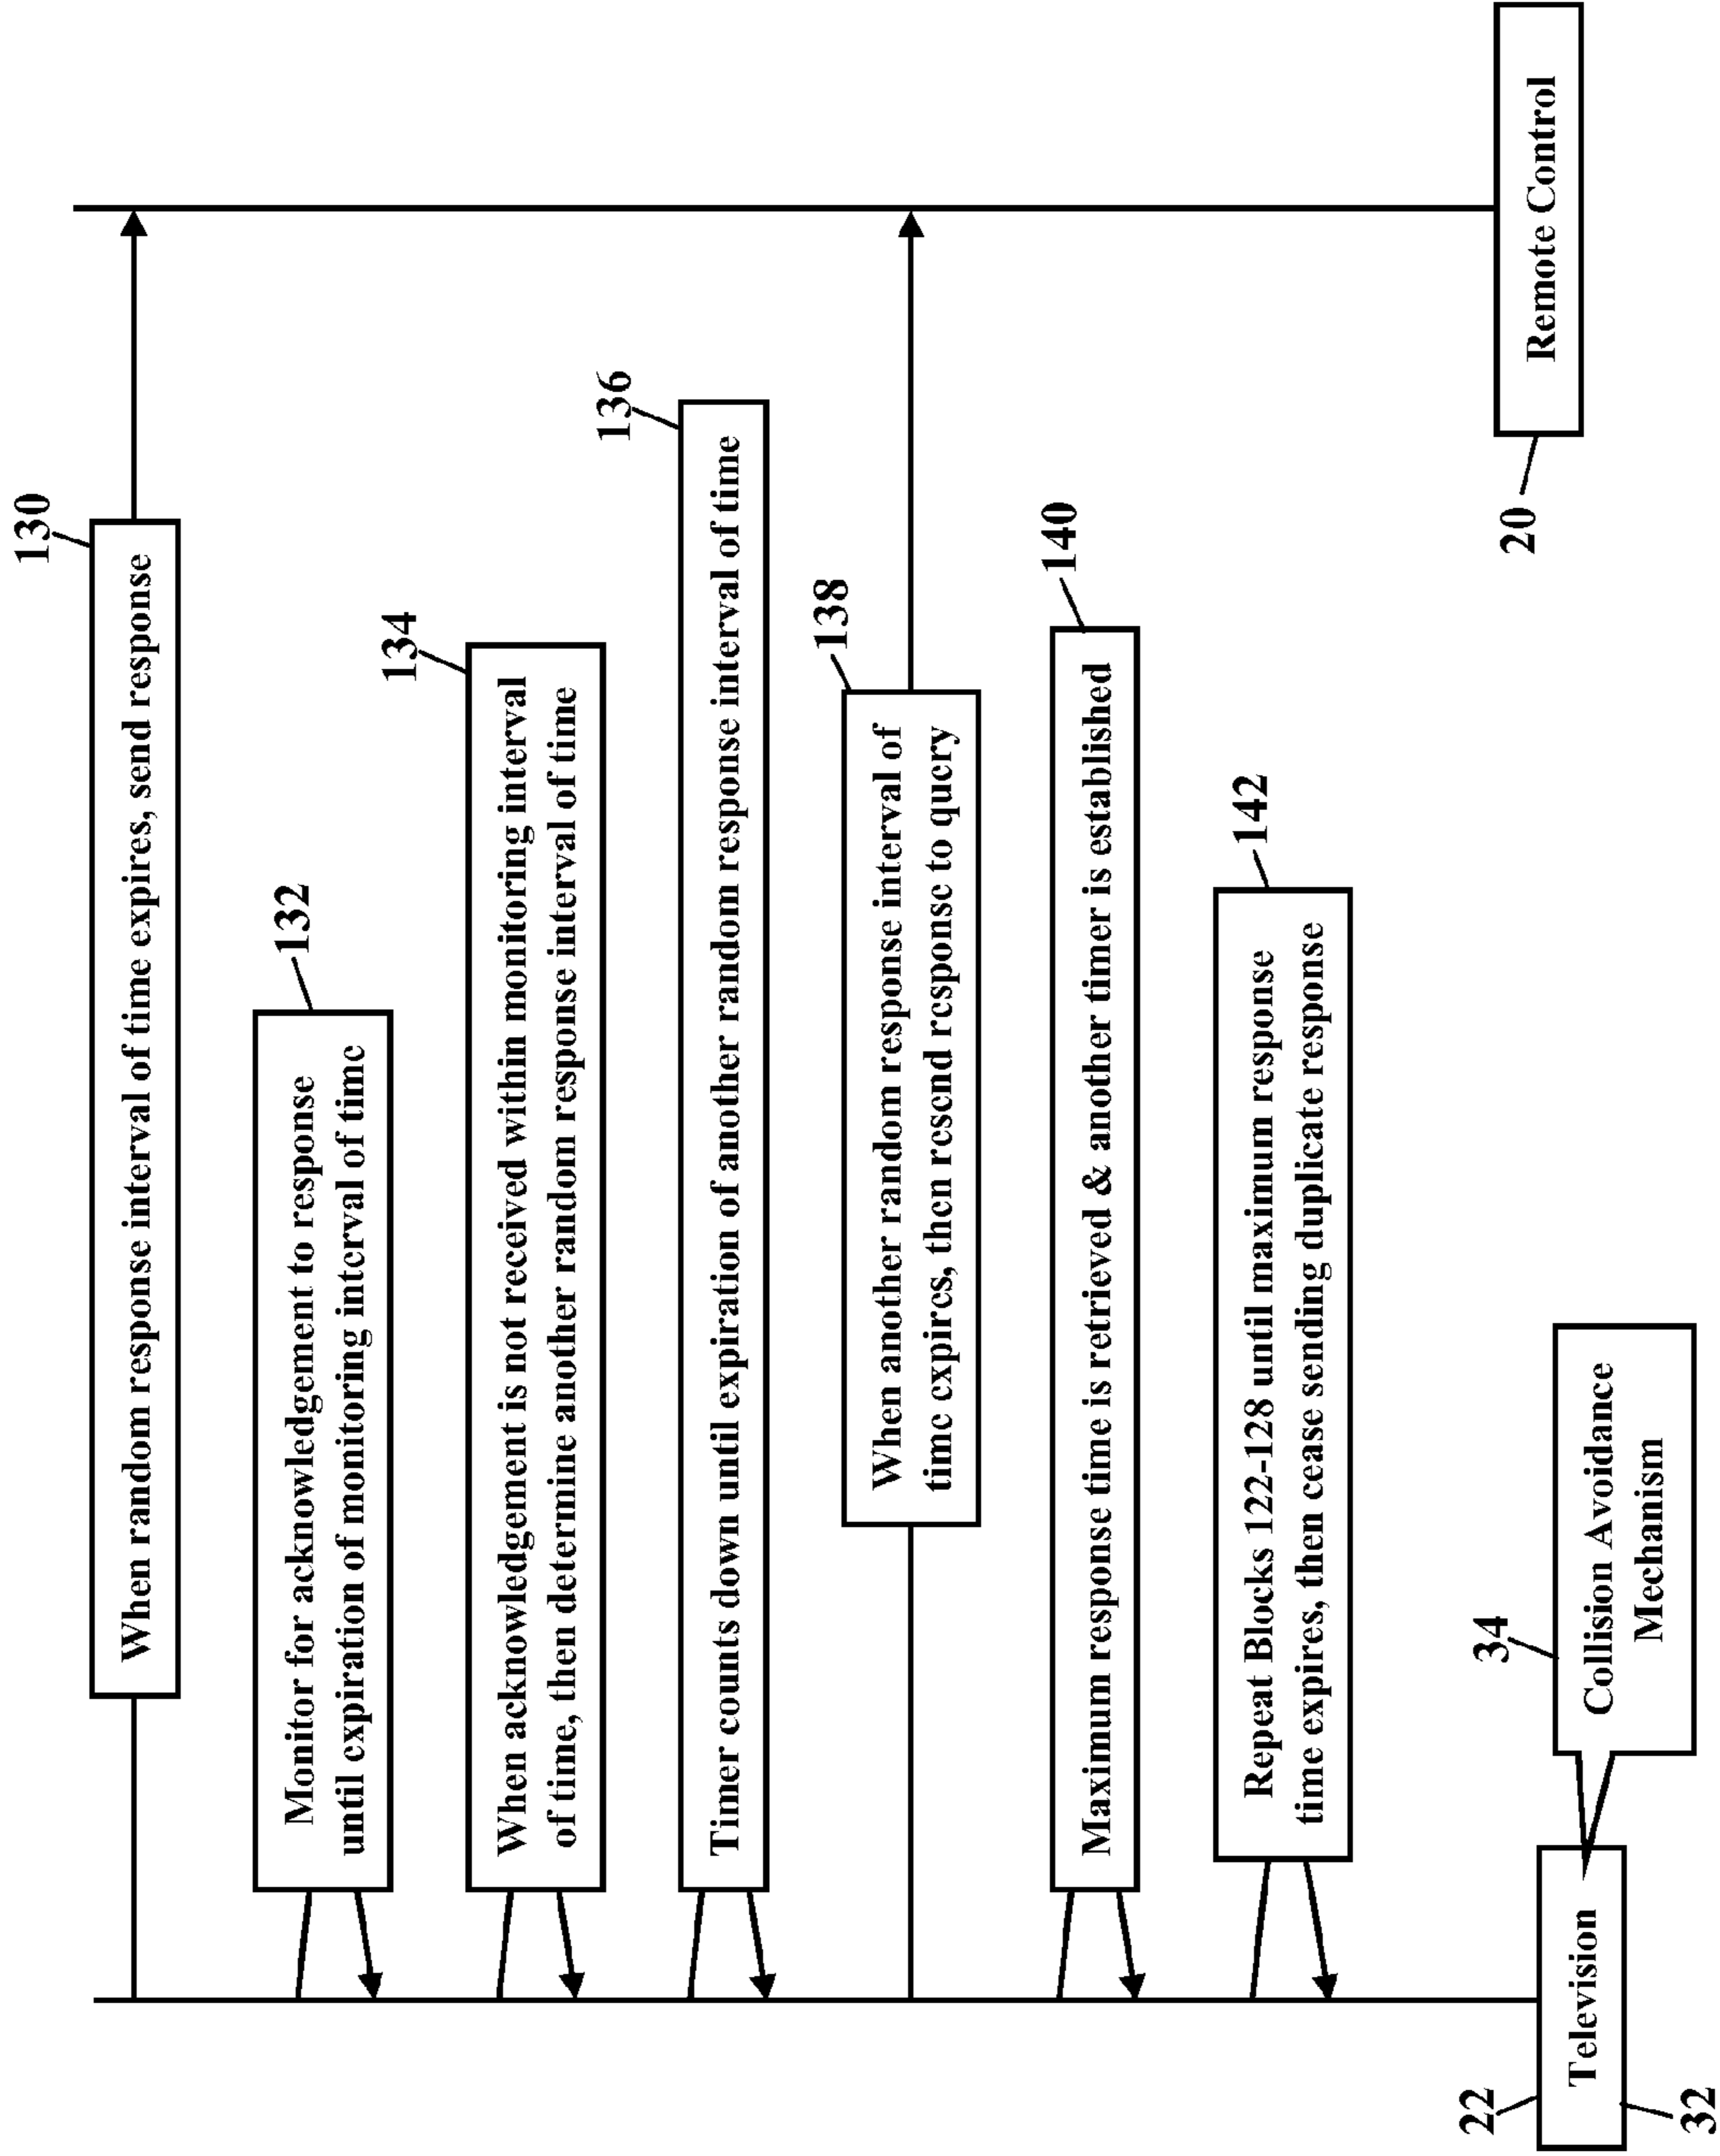 130
When random response interval of time expires, send response
132
Monitor for acknowledgement to response
until expiration of monitoring interval of time
134
When acknowledgement is not received within monitoring interval
of time, then determine another random response interval of time
136
Timer counts down until expiration of another random response interval of time
138
When another random response interval of
time expires, then resend response to query
140
Maximum response time is retrieved & another timer is established
142
Repeat Blocks 122-128 until maximum response
time expires, then cease sending duplicate response
34
Collision Avoidance
Mechanism
22
Television
32
20
Remote Control